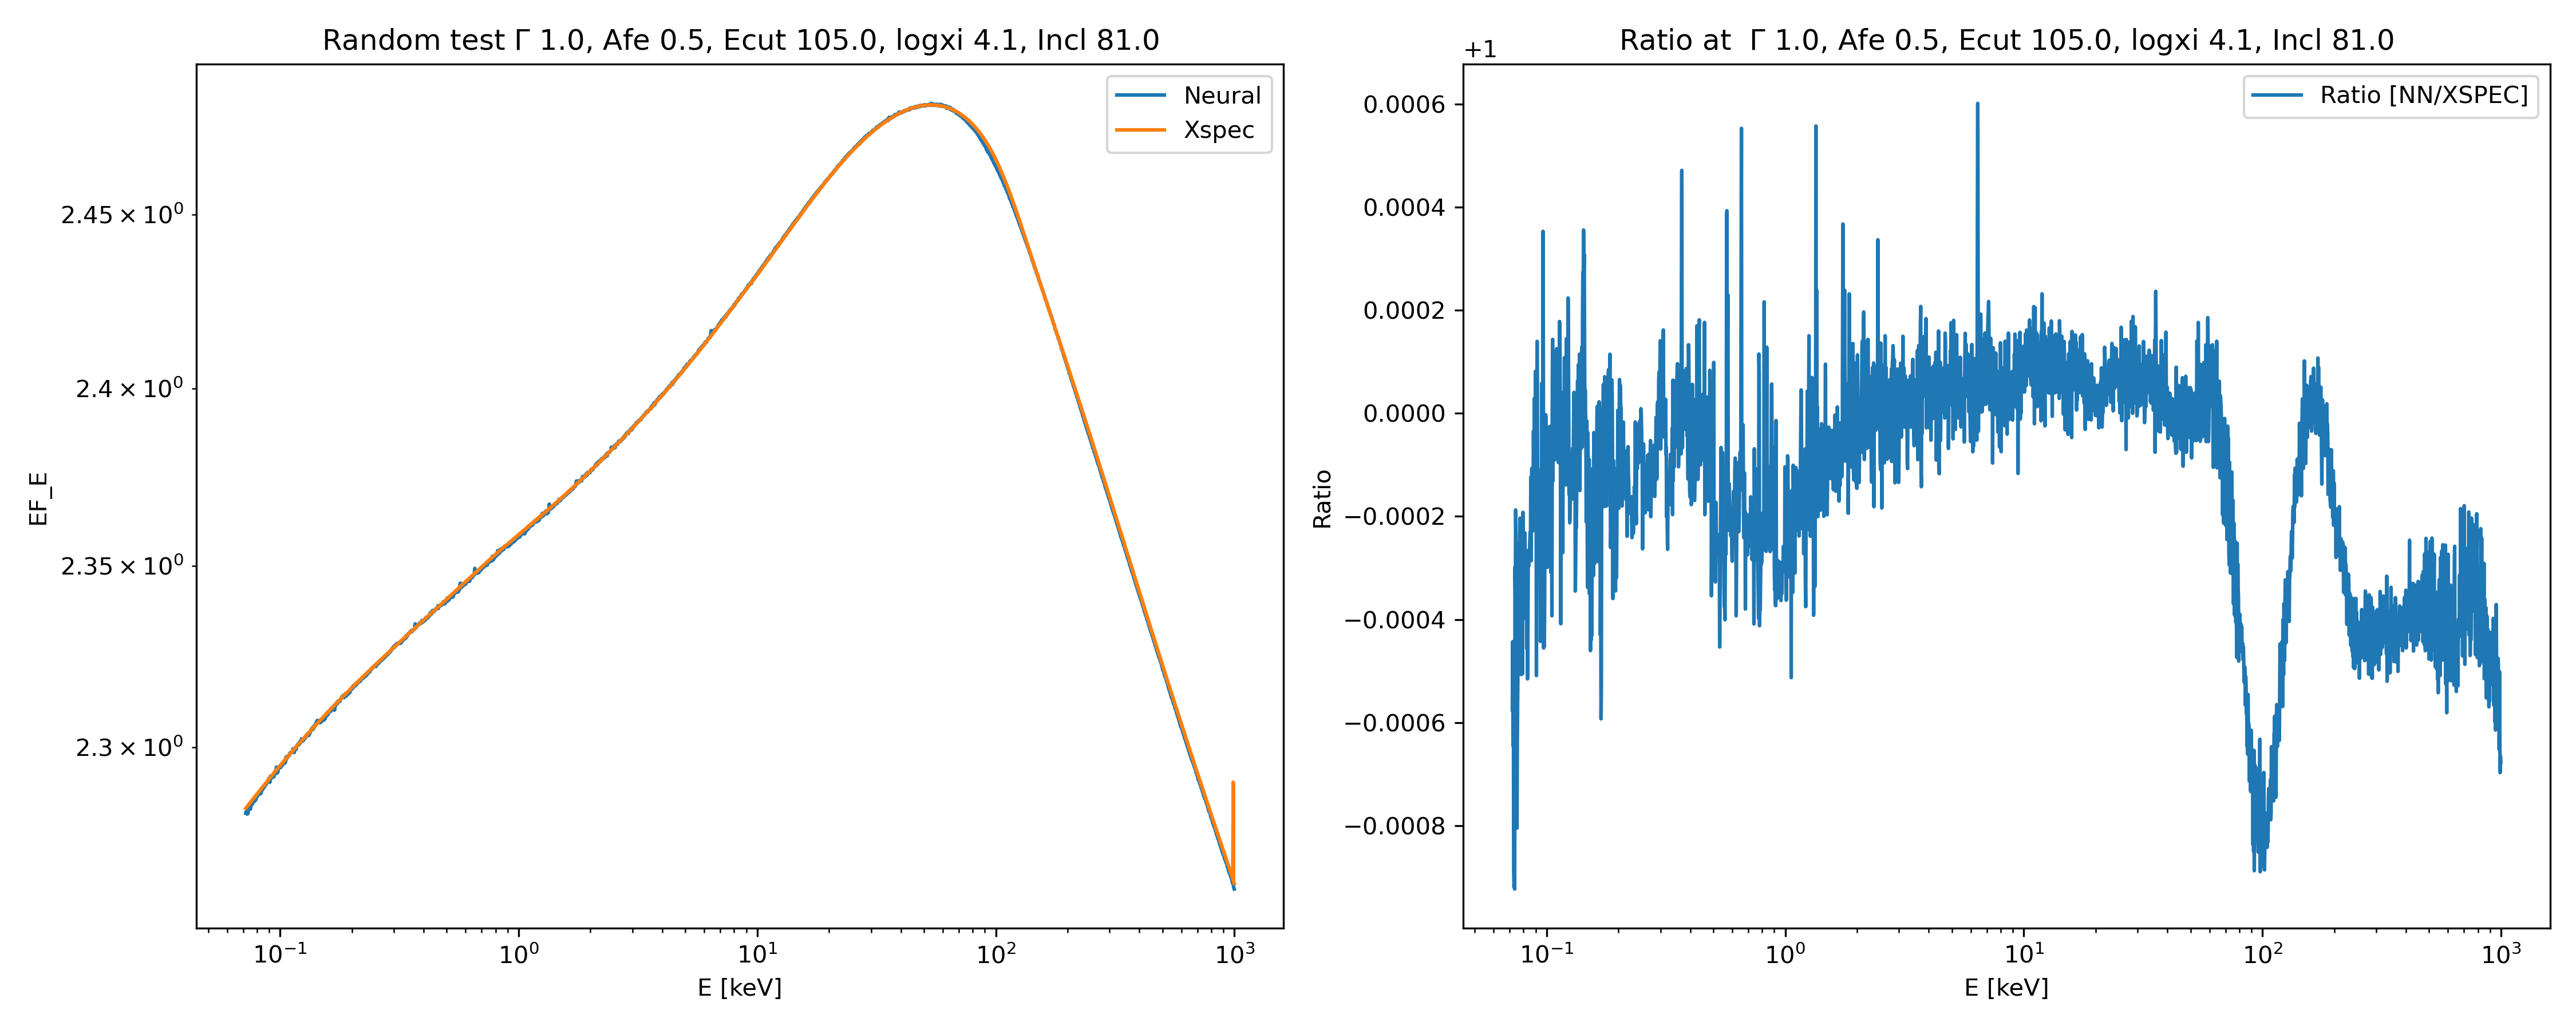 Random test Γ 1.0, Afe 0.5, Ecut 105.0, logxi 4.1, Incl 81.0
Neural
Xspec
2.45 × 10⁰
2.4 × 10⁰
2.35 × 10⁰
2.3 × 10⁰
EF_E
10⁻¹
10⁰
10¹
10²
10³
E [keV]
Ratio at  Γ 1.0, Afe 0.5, Ecut 105.0, logxi 4.1, Incl 81.0
+1
Ratio [NN/XSPEC]
0.0006
0.0004
0.0002
0.0000
−0.0002
−0.0004
−0.0006
−0.0008
Ratio
10⁻¹
10⁰
10¹
10²
10³
E [keV]